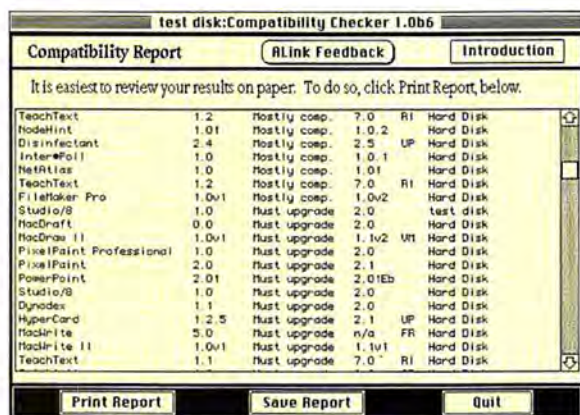 test disk:Compatibility Checker 1.0b6
Compatibility Report ALink Feedback Introduction
It is easiest to review your results on paper. To do so, click Print Report, below.
TeachText 1.2 Mostly comp. 7.0 RI Hard Disk
NodeHint 1.01 Mostly comp. 1.0.2 Hard Disk
Disinfectant 2.4 Mostly comp. 2.5 UP Hard Disk
Inter•Poll 1.0 Mostly comp. 1.0.1 Hard Disk
NetAtlas 1.0 Mostly comp. 1.01 Hard Disk
TeachText 1.2 Mostly comp. 7.0 RI Hard Disk
FileMaker Pro 1.0v1 Mostly comp. 1.0v2 Hard Disk
Studio/8 1.0 Must upgrade 2.0 test disk
MacDraft 0.0 Must upgrade 2.0 Hard Disk
MacDraw II 1.0v1 Must upgrade 1.1v2 VM Hard Disk
PixelPaint Professional 1.0 Must upgrade 2.0 Hard Disk
PixelPaint 2.0 Must upgrade 2.1 Hard Disk
PowerPoint 2.01 Must upgrade 2.01Eb Hard Disk
Studio/8 1.0 Must upgrade 2.0 Hard Disk
Dynodex 1.1 Must upgrade 2.0 Hard Disk
HyperCard 1.2.5 Must upgrade 2.1 UP Hard Disk
MacWrite 5.0 Must upgrade n/a FR Hard Disk
MacWrite II 1.0v1 Must upgrade 1.1v1 Hard Disk
TeachText 1.1 Must upgrade 7.0 RI Hard Disk
Print Report Save Report Quit